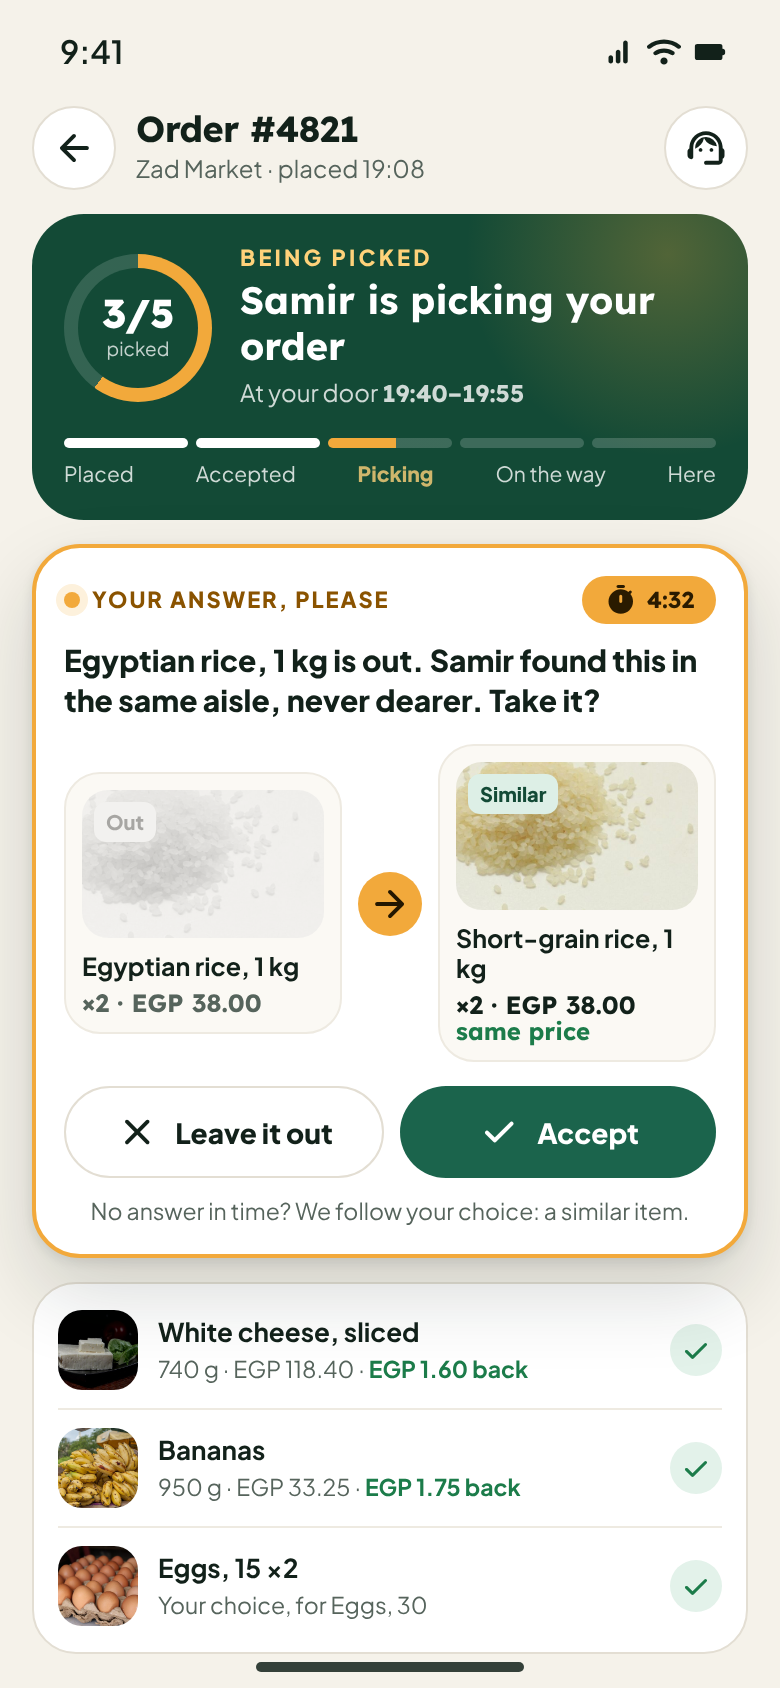 9:41
Order #4821
Zad Market · placed 19:08
3/5
picked
BEING PICKED
Samir is picking your
order
At your door 19:40–19:55
Placed
Accepted
Picking
On the way
Here
YOUR ANSWER, PLEASE
4:32
Egyptian rice, 1 kg is out. Samir found this in
the same aisle, never dearer. Take it?
Out
Egyptian rice, 1 kg
×2 · EGP 38.00
Similar
Short-grain rice, 1
kg
×2 · EGP 38.00
same price
Leave it out
Accept
No answer in time? We follow your choice: a similar item.
White cheese, sliced
740 g · EGP 118.40 · EGP 1.60 back
Bananas
950 g · EGP 33.25 · EGP 1.75 back
Eggs, 15 ×2
Your choice, for Eggs, 30